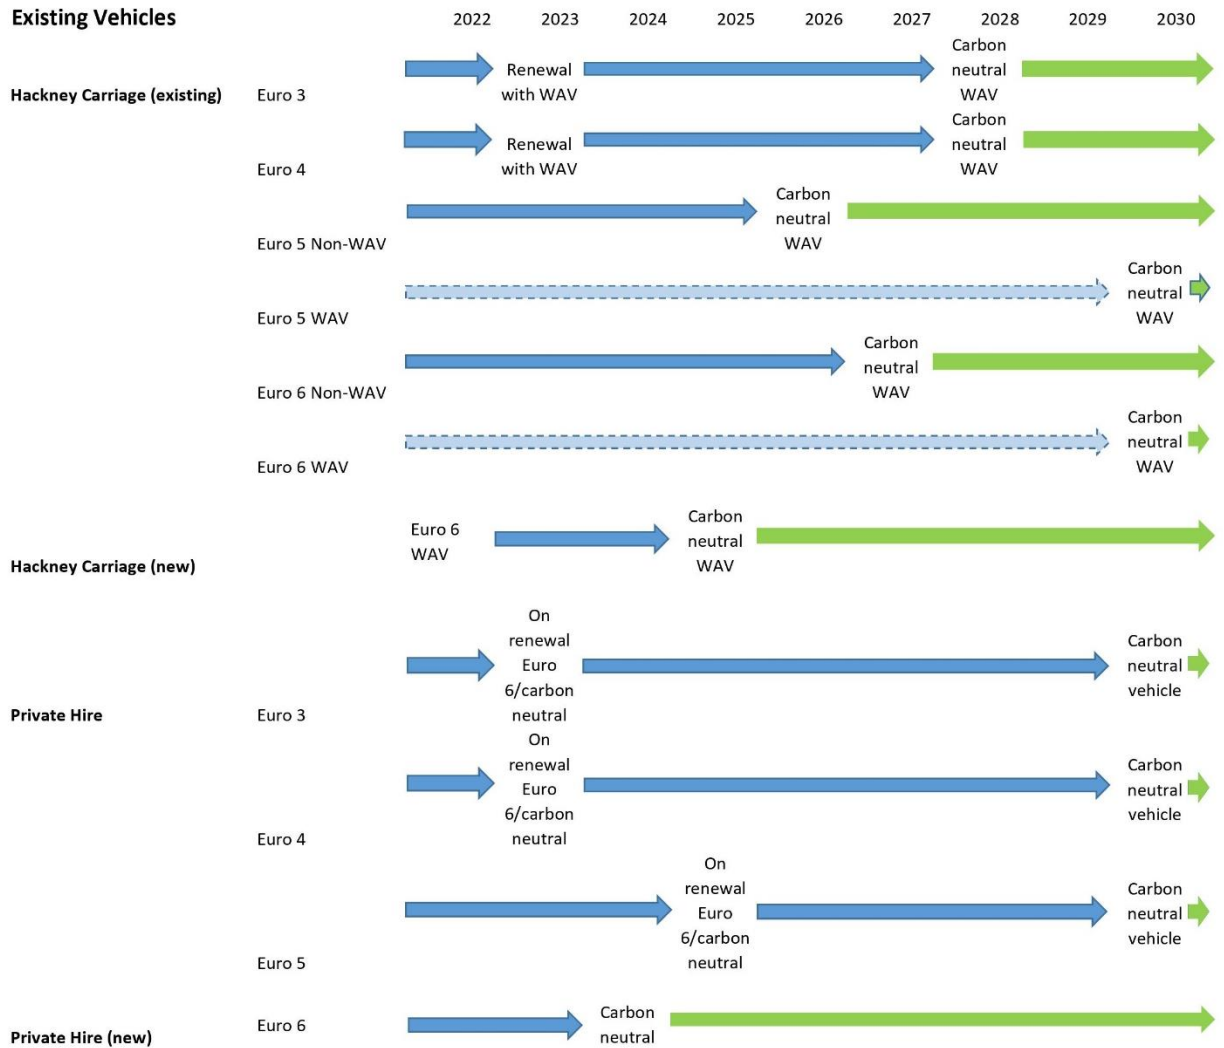 Existing Vehicles 2022 2023 2024 2025 2026 2027 2028 2029 2030
Hackney Carriage (existing) Euro 3
Renewal
with WAV
Carbon
neutral
WAV
Euro 4
Renewal
with WAV
Carbon
neutral
WAV
Euro 5 Non-WAV
Carbon
neutral
WAV
Euro 5 WAV
Carbon
neutral
WAV
Euro 6 Non-WAV
Carbon
neutral
WAV
Euro 6 WAV
Carbon
neutral
WAV
Hackney Carriage (new)
Euro 6
WAV
Carbon
neutral
WAV
Private Hire Euro 3
On
renewal
Euro
6/carbon
neutral
Carbon
neutral
vehicle
Euro 4
On
renewal
Euro
6/carbon
neutral
Carbon
neutral
vehicle
Euro 5
On
renewal
Euro
6/carbon
neutral
Carbon
neutral
vehicle
Private Hire (new) Euro 6
Carbon
neutral